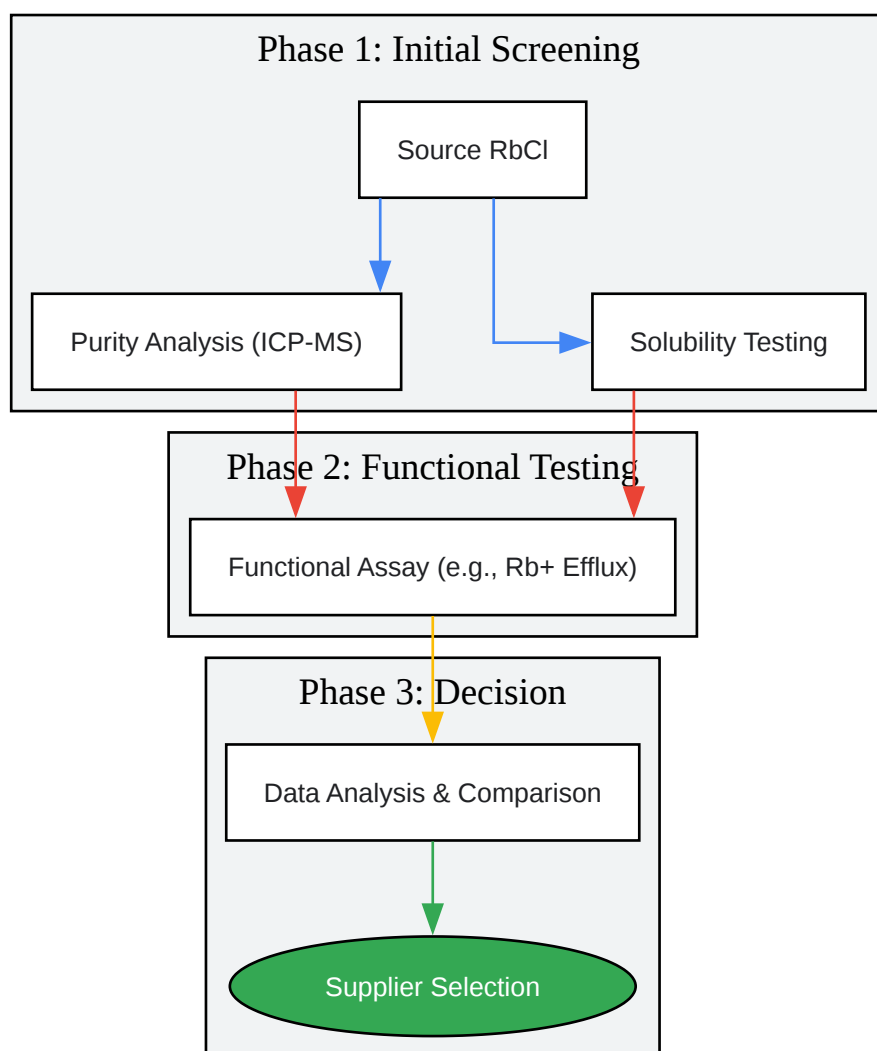 Phase 1: Initial Screening
Source RbCl
Purity Analysis (ICP-MS)
Solubility Testing
Phase 2: Functional Testing
Functional Assay (e.g., Rb+ Efflux)
Phase 3: Decision
Data Analysis & Comparison
Supplier Selection